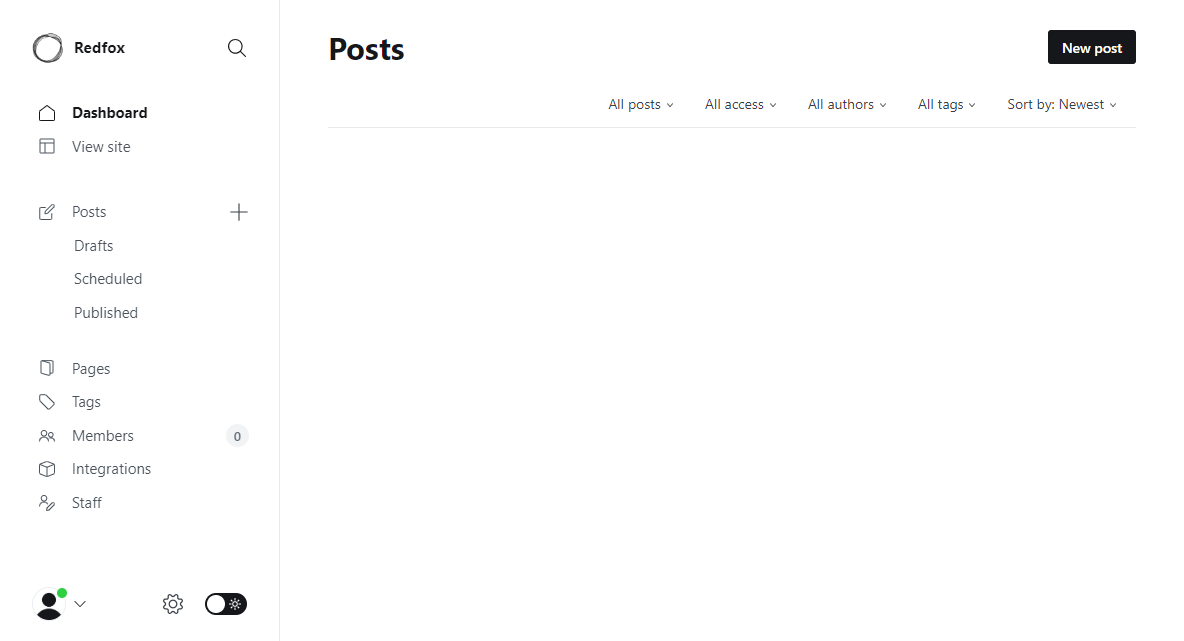 Redfox
Dashboard
View site
Posts
Drafts
Scheduled
Published
Pages
Tags
Members 0
Integrations
Staff
Posts
New post
All posts All access All authors All tags Sort by: Newest